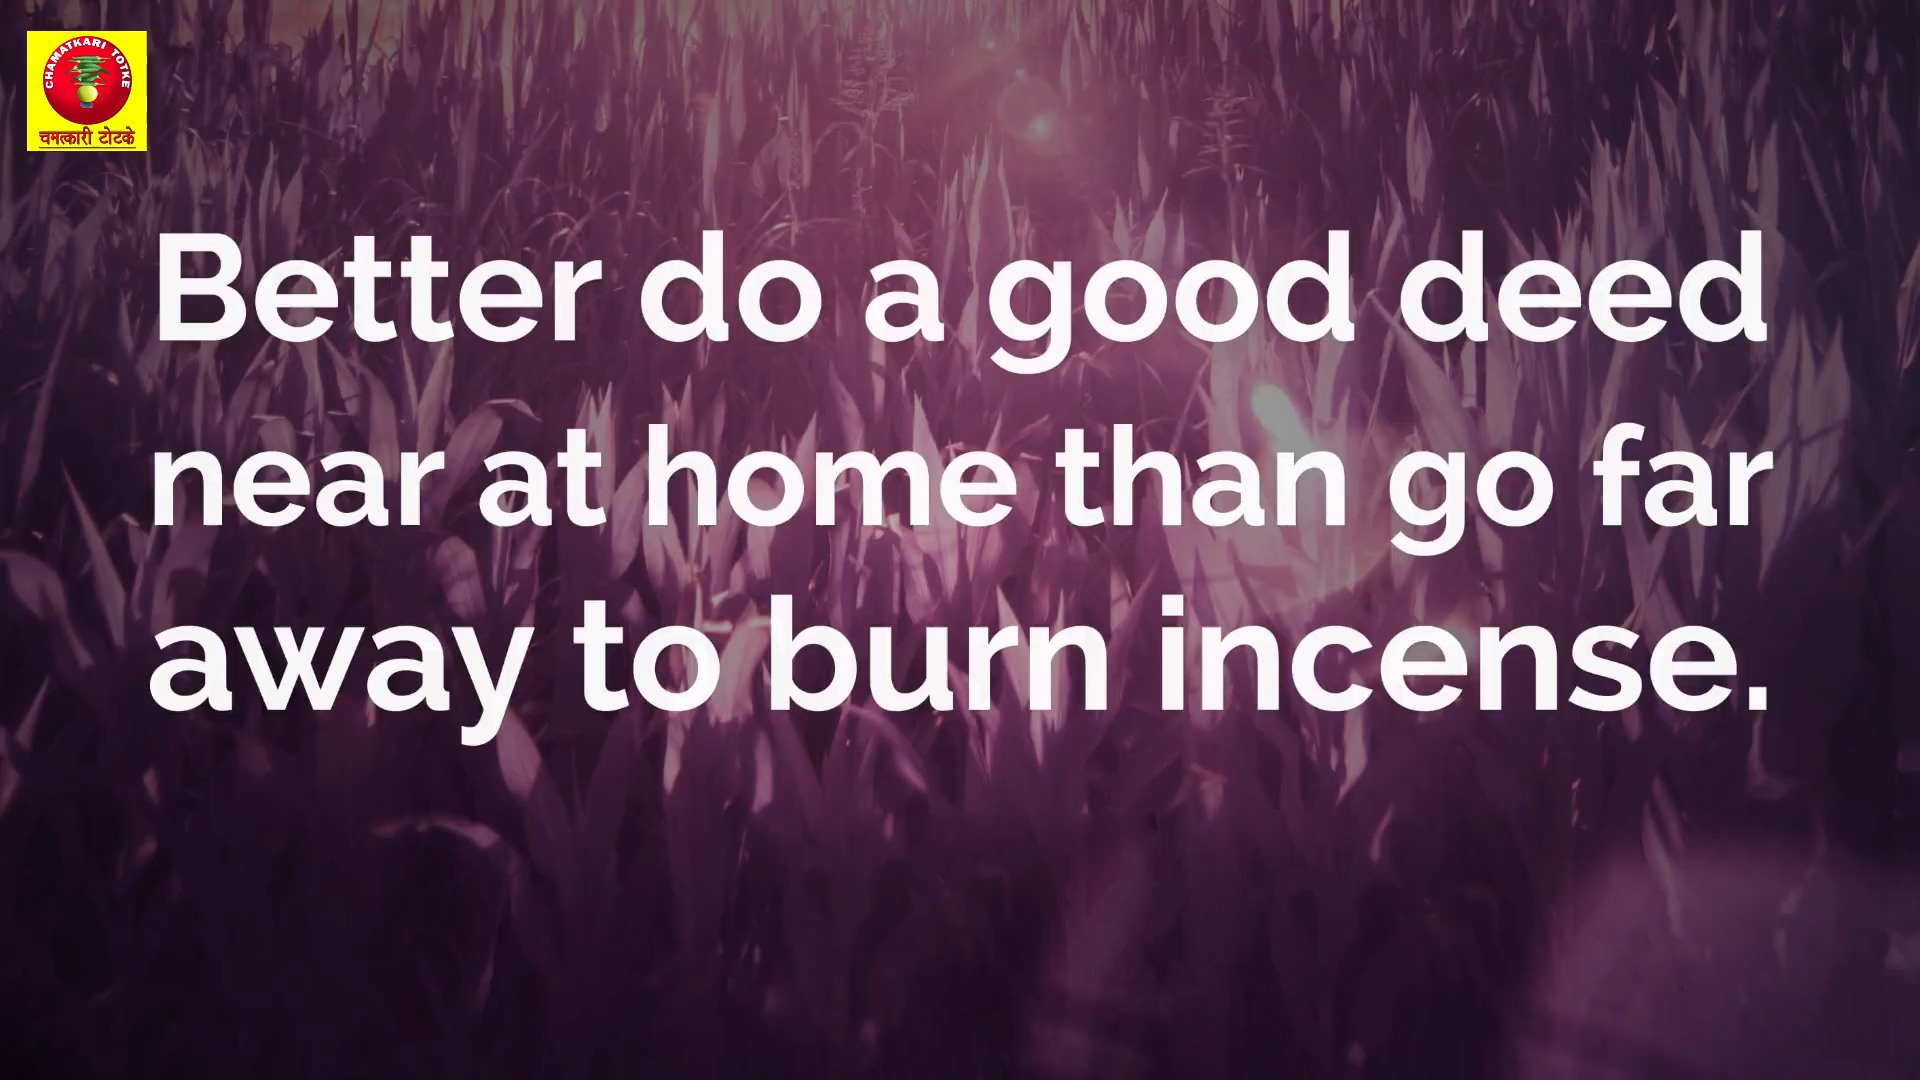 CHAMATKARI TOTKE
चमत्कारी टोटके
Better do a good deed
near at home than go far
away to burn incense.